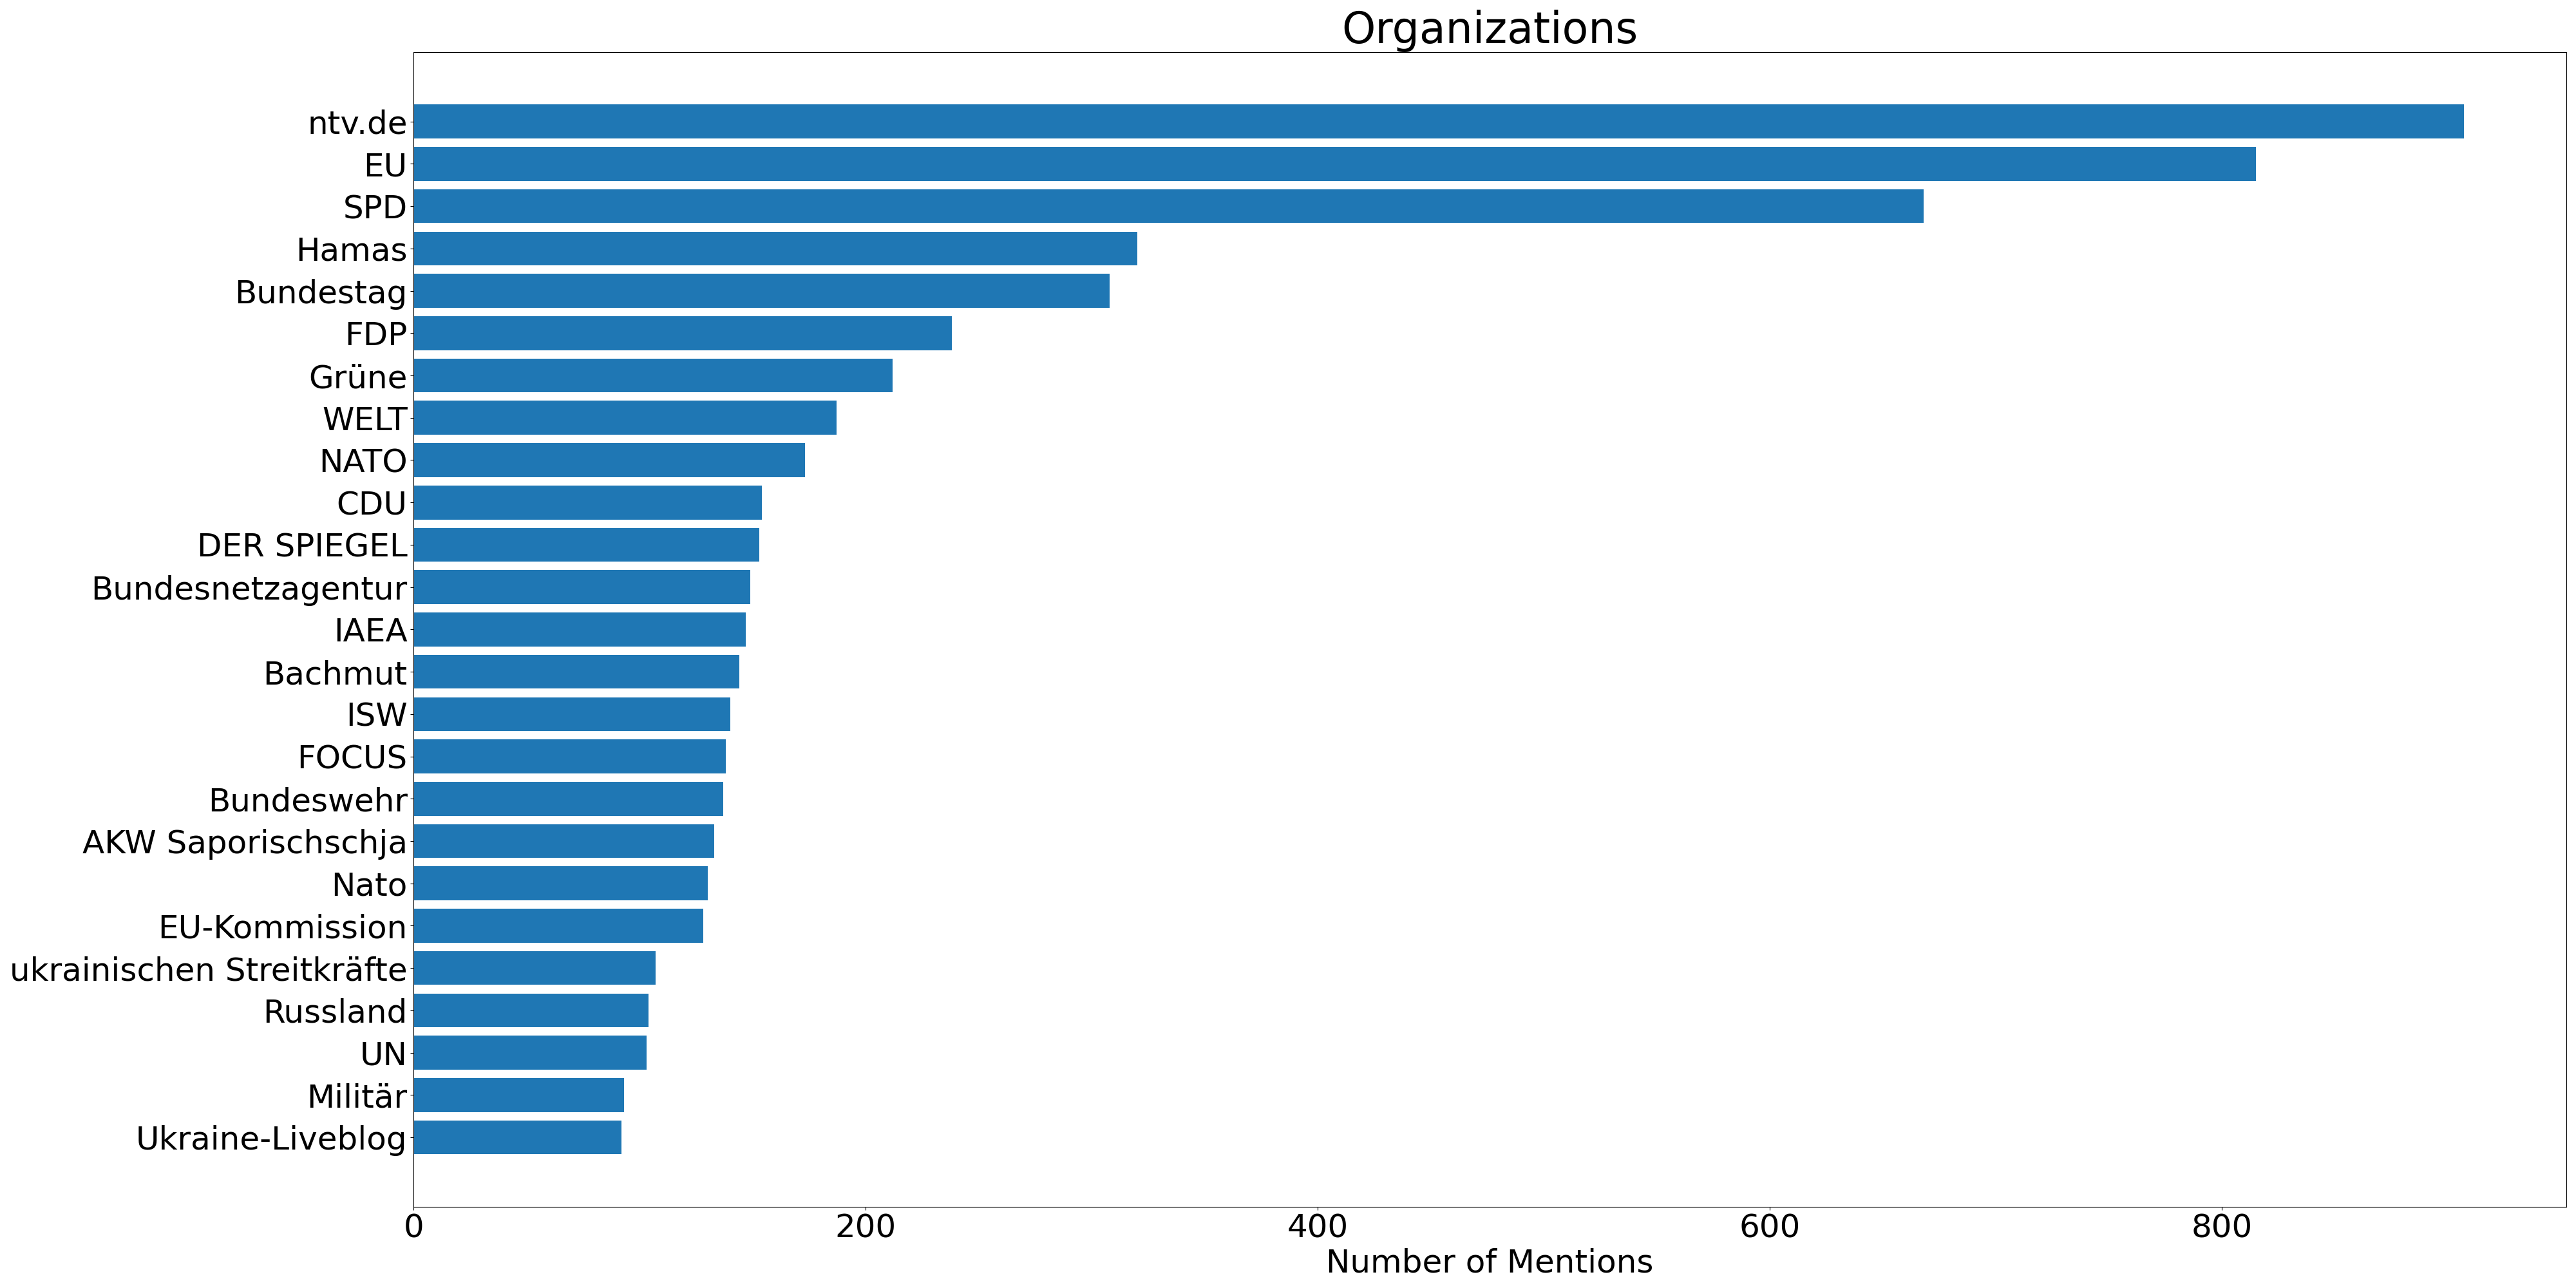 Organizations
ntv.de
EU
SPD
Hamas
Bundestag
FDP
Grüne
WELT
NATO
CDU
DER SPIEGEL
Bundesnetzagentur
IAEA
Bachmut
ISW
FOCUS
Bundeswehr
AKW Saporischschja
Nato
EU-Kommission
ukrainischen Streitkräfte
Russland
UN
Militär
Ukraine-Liveblog
0 200 400 600 800
Number of Mentions